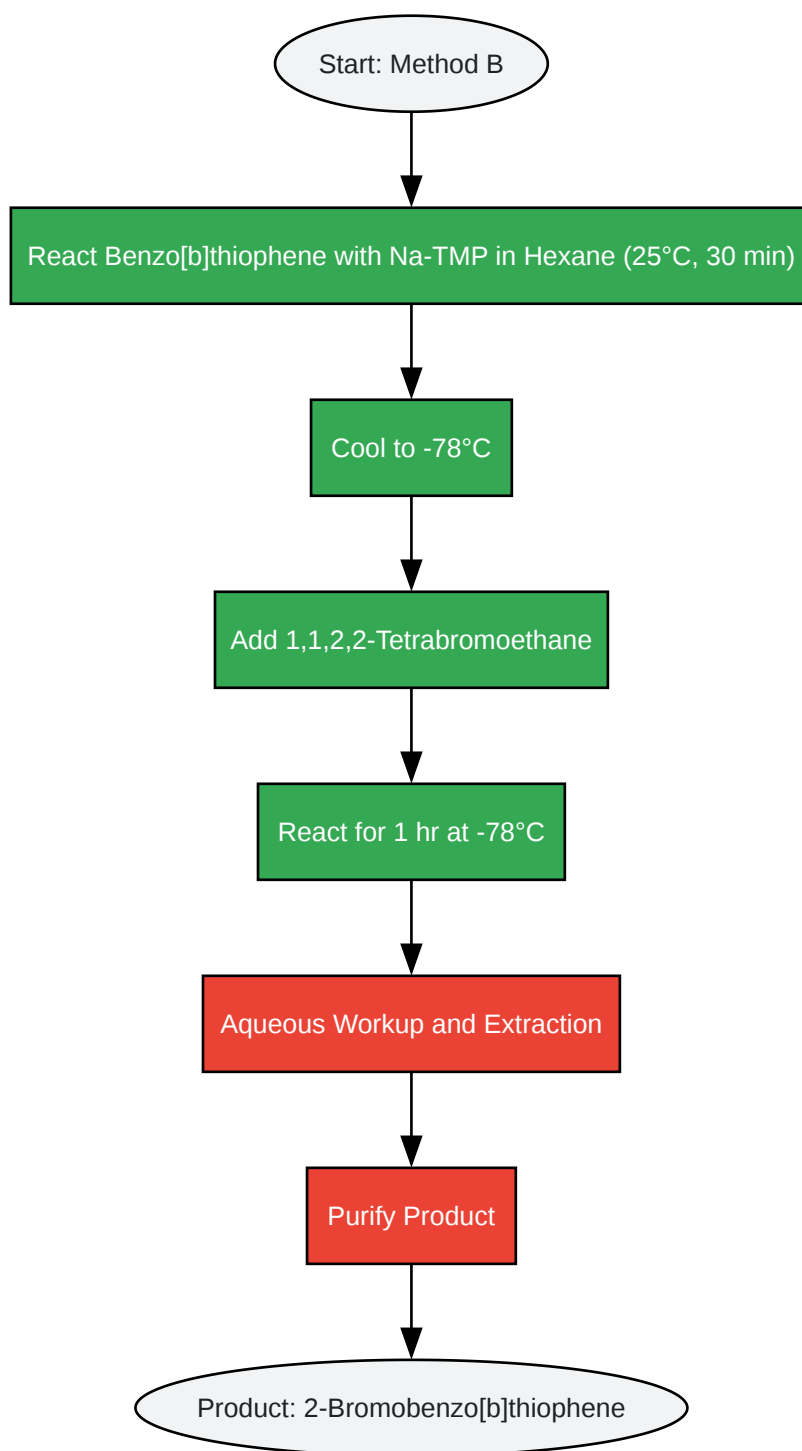 Start: Method B
React Benzo[b]thiophene with Na-TMP in Hexane (25°C, 30 min)
Cool to -78°C
Add 1,1,2,2-Tetrabromoethane
React for 1 hr at -78°C
Aqueous Workup and Extraction
Purify Product
Product: 2-Bromobenzo[b]thiophene